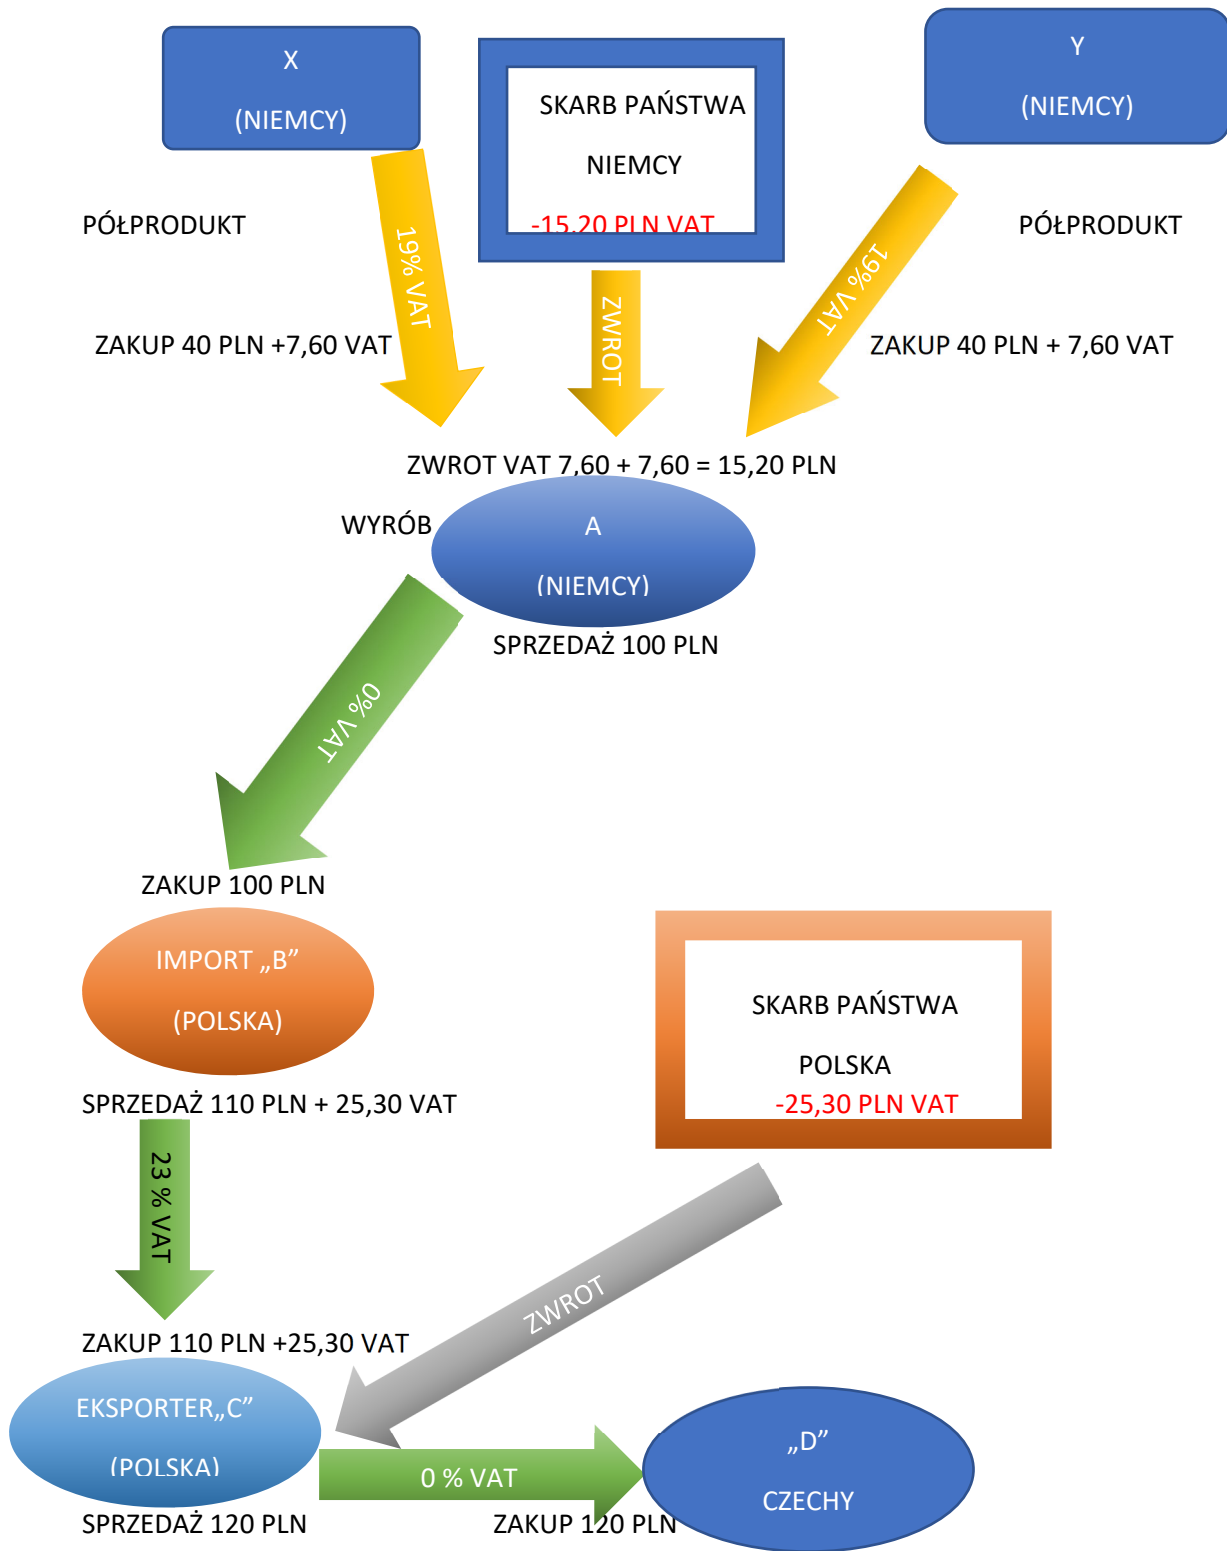 X
(NIEMCY)
SKARB PAŃSTWA
NIEMCY
-15,20 PLN VAT
Y
(NIEMCY)
PÓŁPRODUKT
19% VAT
ZWROT
19% VAT
PÓŁPRODUKT
ZAKUP 40 PLN +7,60 VAT
ZAKUP 40 PLN + 7,60 VAT
ZWROT VAT 7,60 + 7,60 = 15,20 PLN
WYRÓB
A
(NIEMCY)
SPRZEDAŻ 100 PLN
0% VAT
ZAKUP 100 PLN
IMPORT „B”
(POLSKA)
SKARB PAŃSTWA
POLSKA
-25,30 PLN VAT
SPRZEDAŻ 110 PLN + 25,30 VAT
23 % VAT
ZWROT
ZAKUP 110 PLN +25,30 VAT
EKSPORTER„C”
(POLSKA)
0 % VAT
„D”
CZECHY
SPRZEDAŻ 120 PLN
ZAKUP 120 PLN